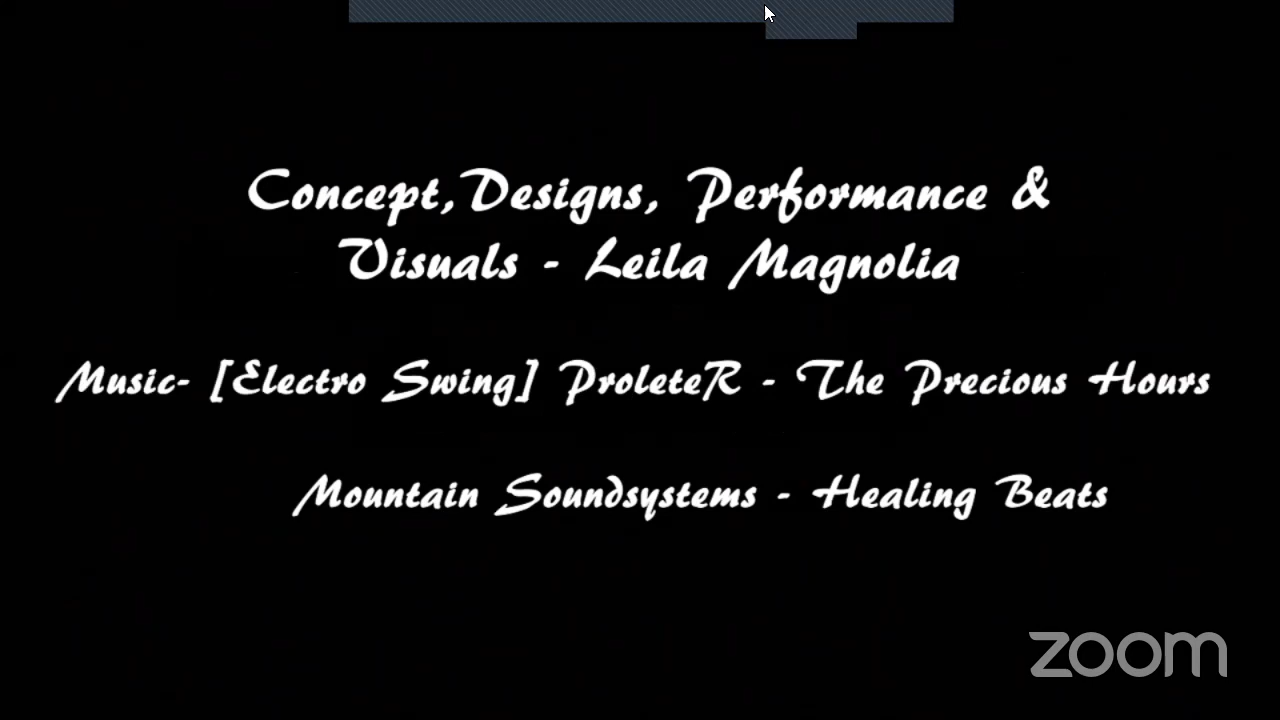 Concept,Designs, Performance &
Visuals - Leila Magnolia
Music- [Electro Swing] ProleteR - The Precious Hours
Mountain Soundsystems - Healing Beats
zoom